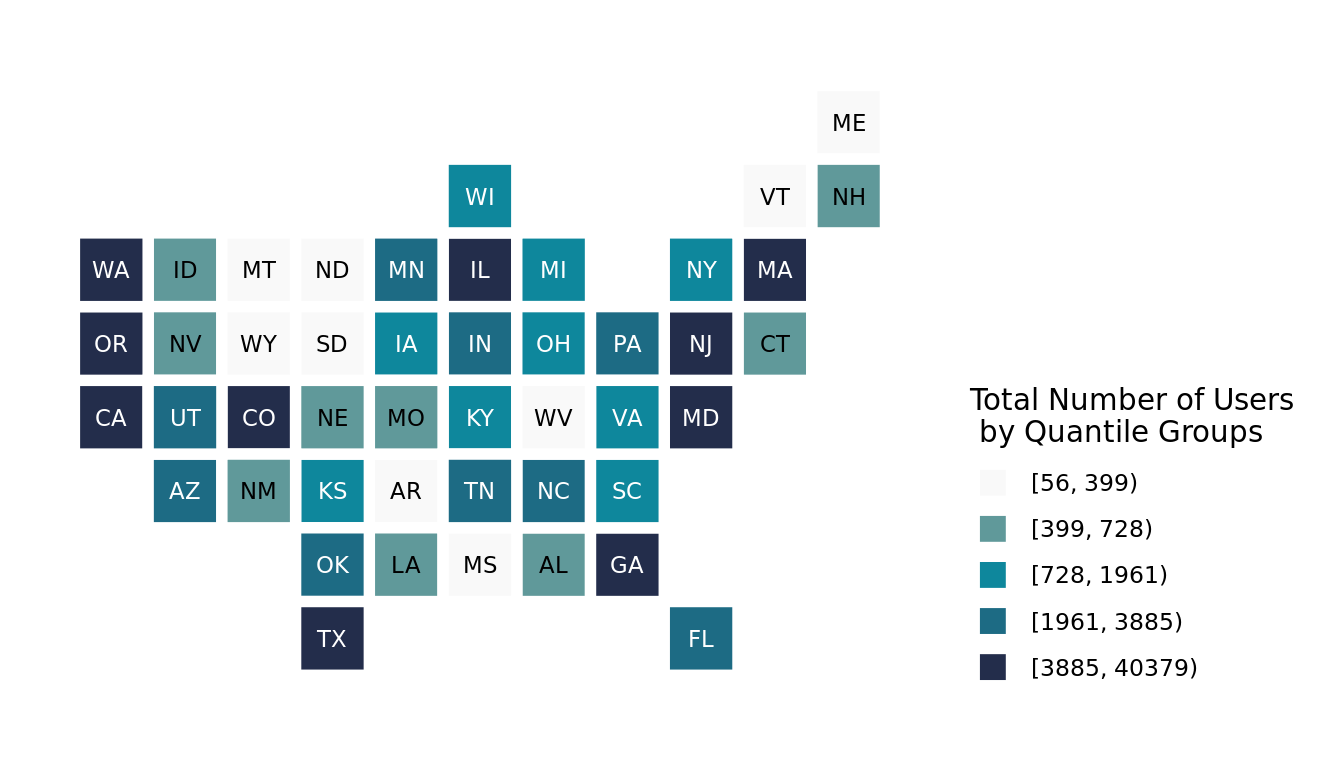 ME
WI VT NH
WA ID MT ND MN IL MI NY MA
OR NV WY SD IA IN OH PA NJ CT
CA UT CO NE MO KY WV VA MD
AZ NM KS AR TN NC SC
OK LA MS AL GA
TX FL
Total Number of Users
by Quantile Groups
[56, 399)
[399, 728)
[728, 1961)
[1961, 3885)
[3885, 40379)